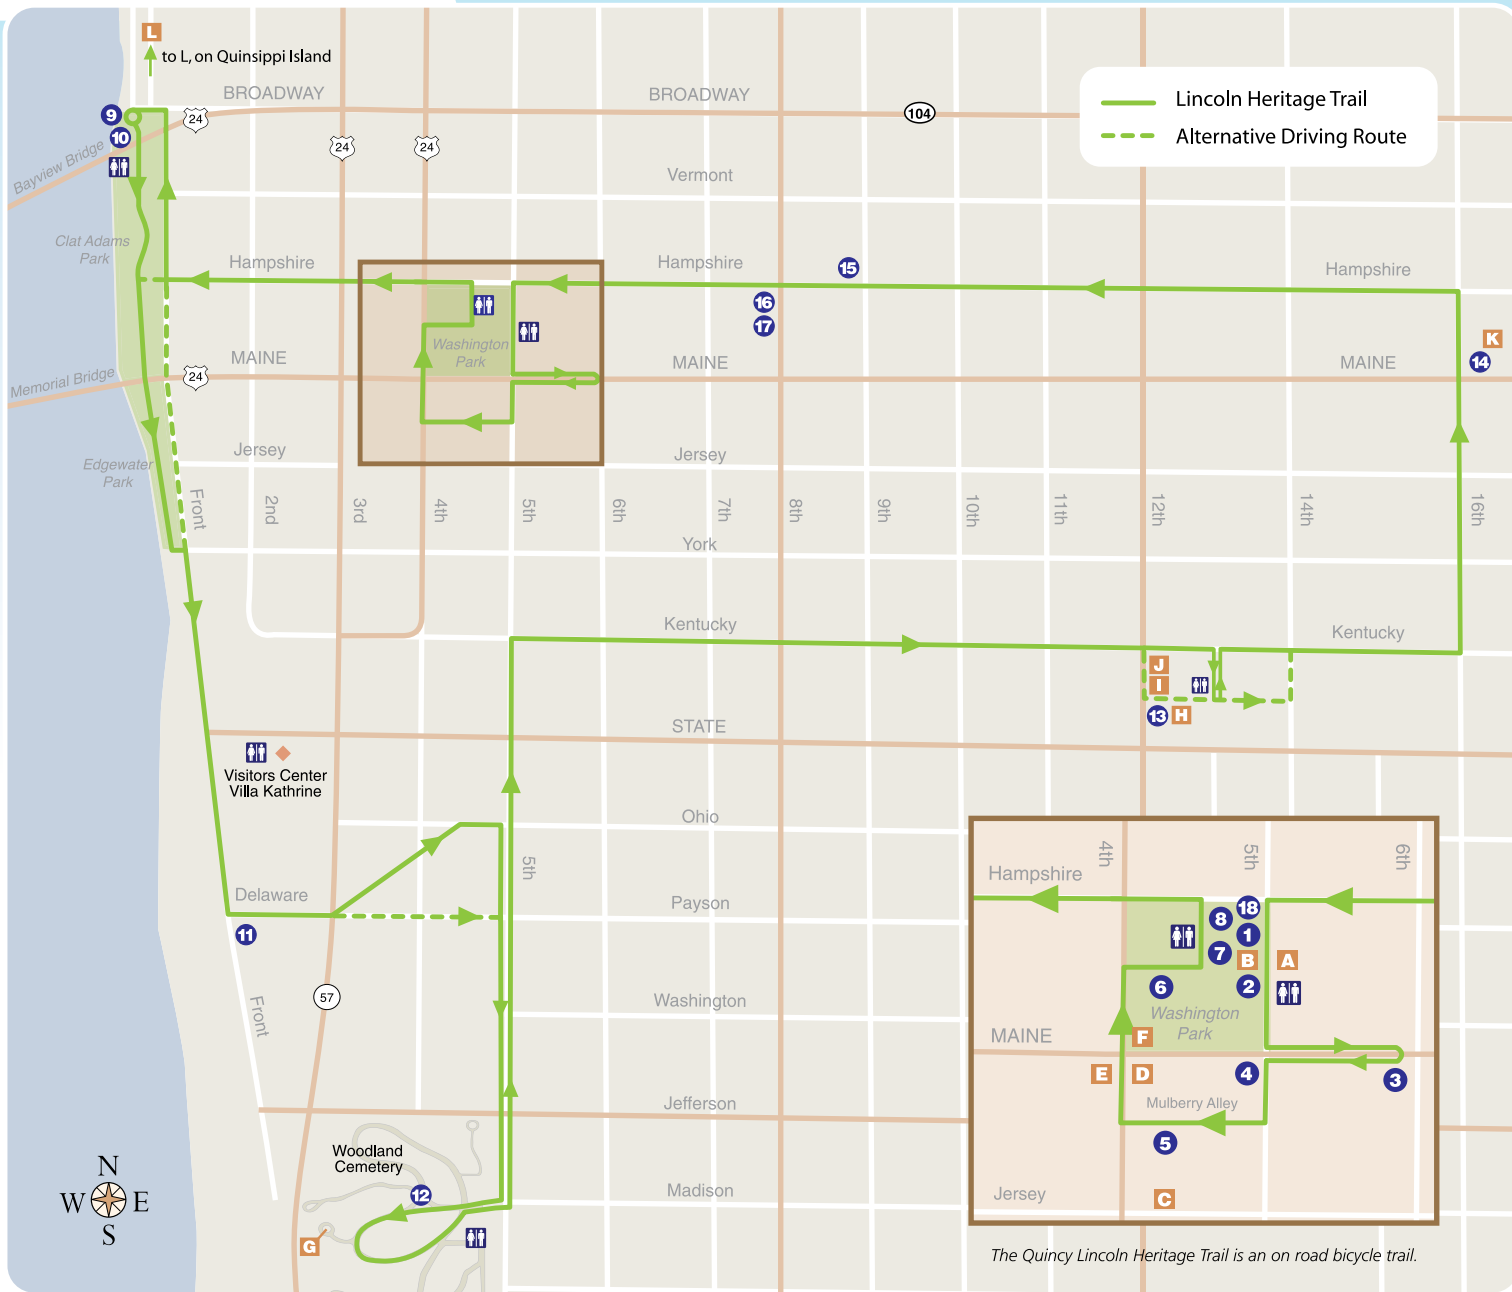 L
to L, on Quinsippi Island
BROADWAY
BROADWAY
104
Lincoln Heritage Trail
Alternative Driving Route
9
10
24
24
24
Bayview Bridge
Vermont
Clat Adams
Park
Hampshire
Hampshire
15
Hampshire
16
17
Washington
Park
K
14
MAINE
MAINE
MAINE
Memorial Bridge
24
Jersey
Jersey
Edgewater
Park
Front
2nd
3rd
4th
5th
6th
7th
8th
9th
10th
11th
12th
14th
16th
York
Kentucky
Kentucky
J
I
13
H
STATE
Visitors Center
Villa Kathrine
Ohio
5th
Delaware
Payson
11
Front
57
Washington
Jefferson
Woodland
Cemetery
12
Madison
G
N
W
E
S
4th
5th
6th
Hampshire
18
8
1
7
B
A
6
2
Washington
Park
MAINE
F
E
D
4
3
Mulberry Alley
5
Jersey
C
The Quincy Lincoln Heritage Trail is an on road bicycle trail.